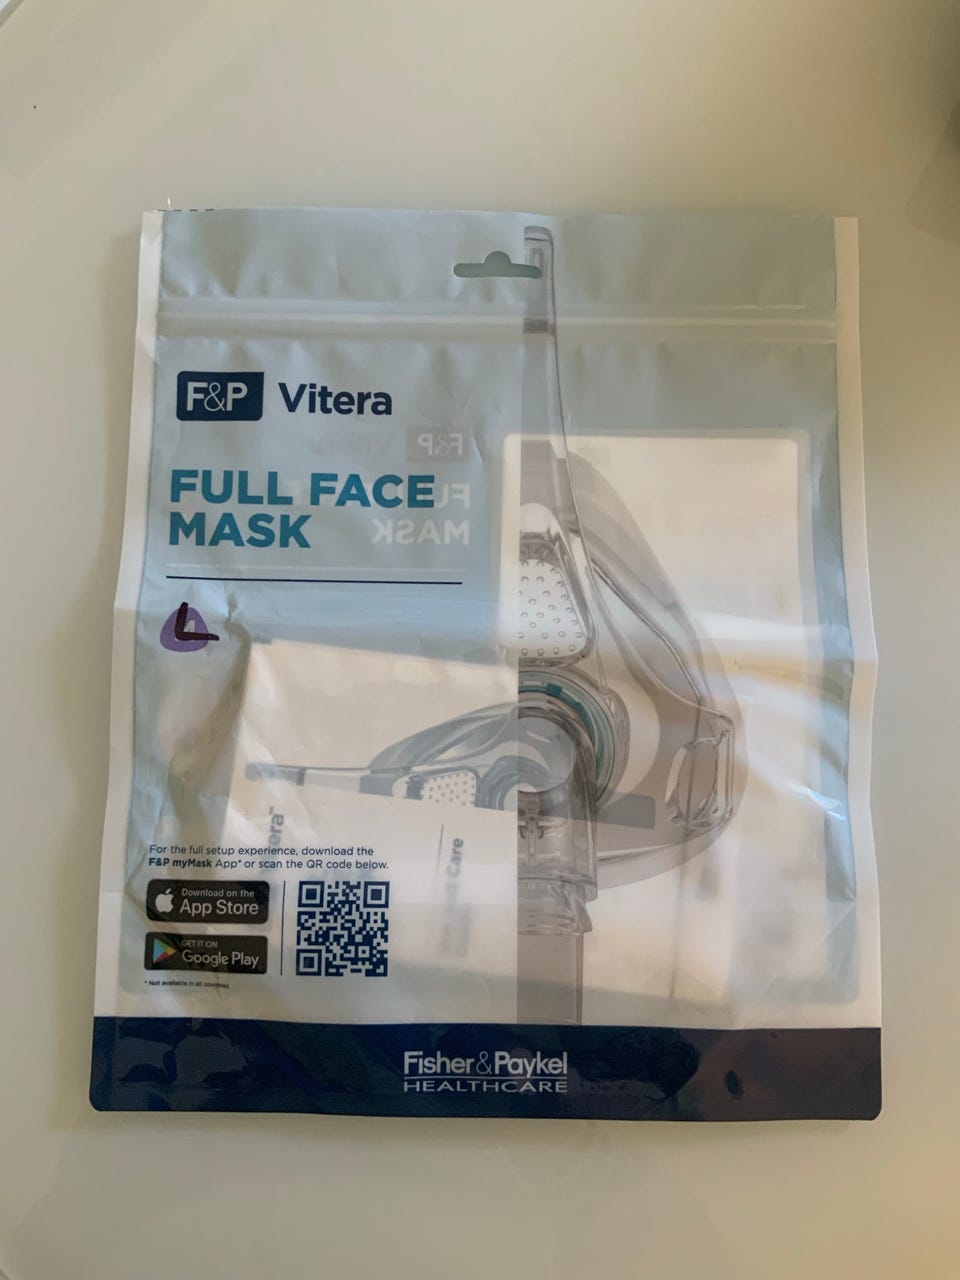 F&P Vitera
FULL FACE
MASK
L
For the full setup experience, download the
F&P myMask App* or scan the QR code below.
Download on the
App Store
GET IT ON
Google Play
* Not available in all countries
Fisher&Paykel
HEALTHCARE